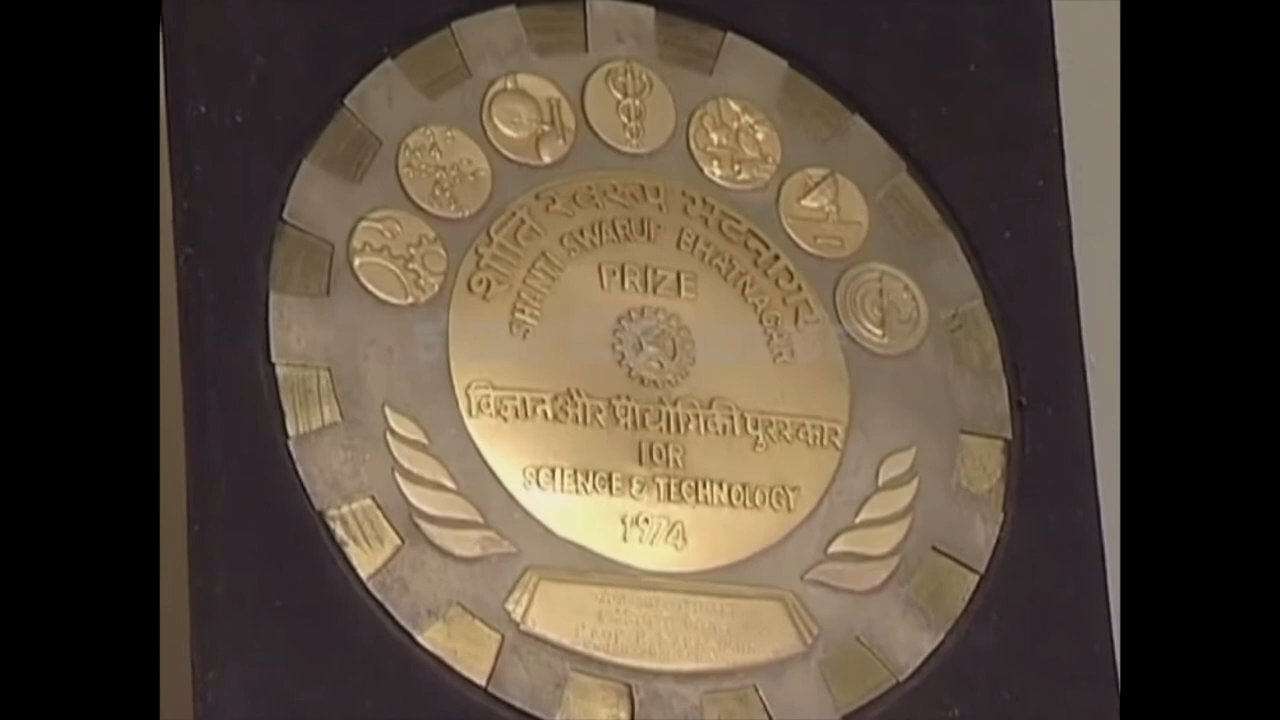 शांति स्वरूप भटनागर
SHANTI SWARUP BHATNAGAR
PRIZE
विज्ञान और प्रौद्योगिकी पुरस्कार
FOR
SCIENCE & TECHNOLOGY
1974